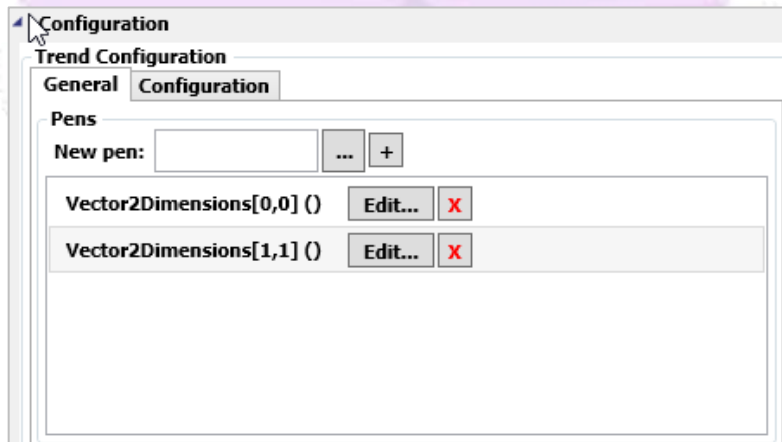 Configuration
Trend Configuration
General Configuration
Pens
New pen: ... +
Vector2Dimensions[0,0] () Edit... X
Vector2Dimensions[1,1] () Edit... X